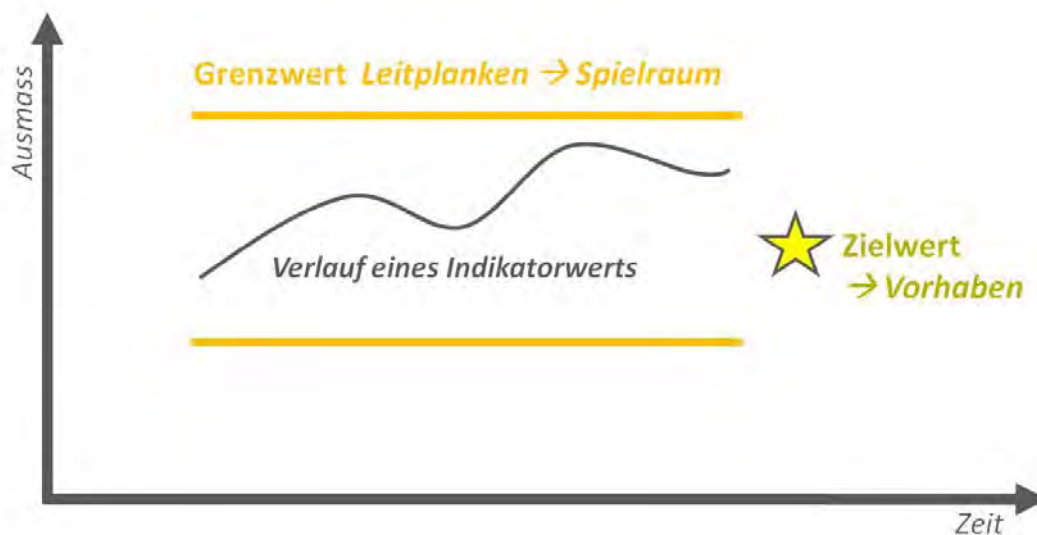 Ausmass
Grenzwert Leitplanken → Spielraum
Verlauf eines Indikatorwerts
Zielwert
→ Vorhaben
Zeit